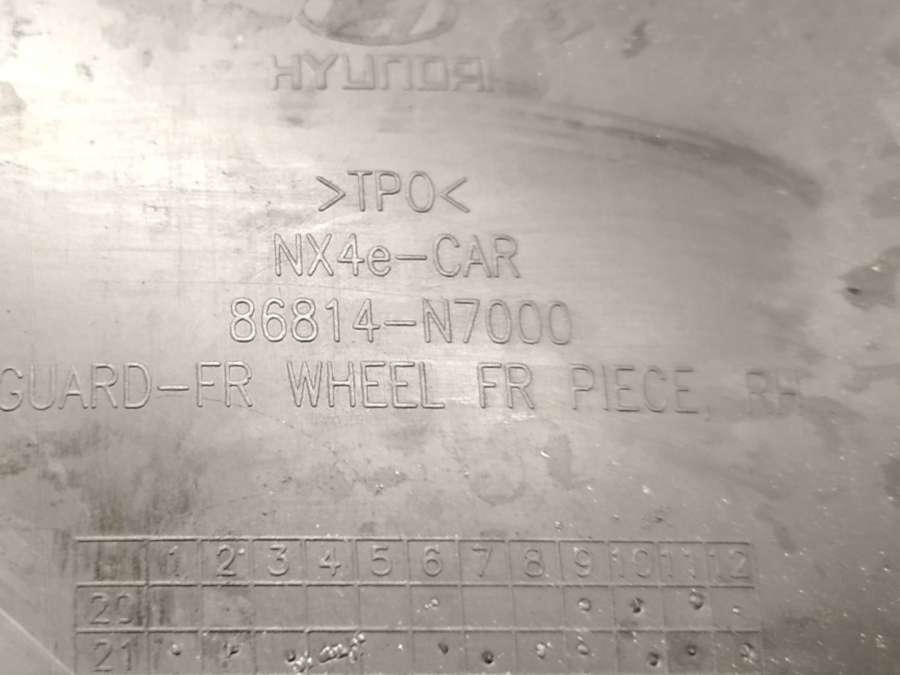 HYUNDAI
>TPO<
NX4e-CAR
86814-N7000
GUARD-FR WHEEL FR PIECE, RH
1 2 3 4 5 6 7 8 9 10 11 12
20
21